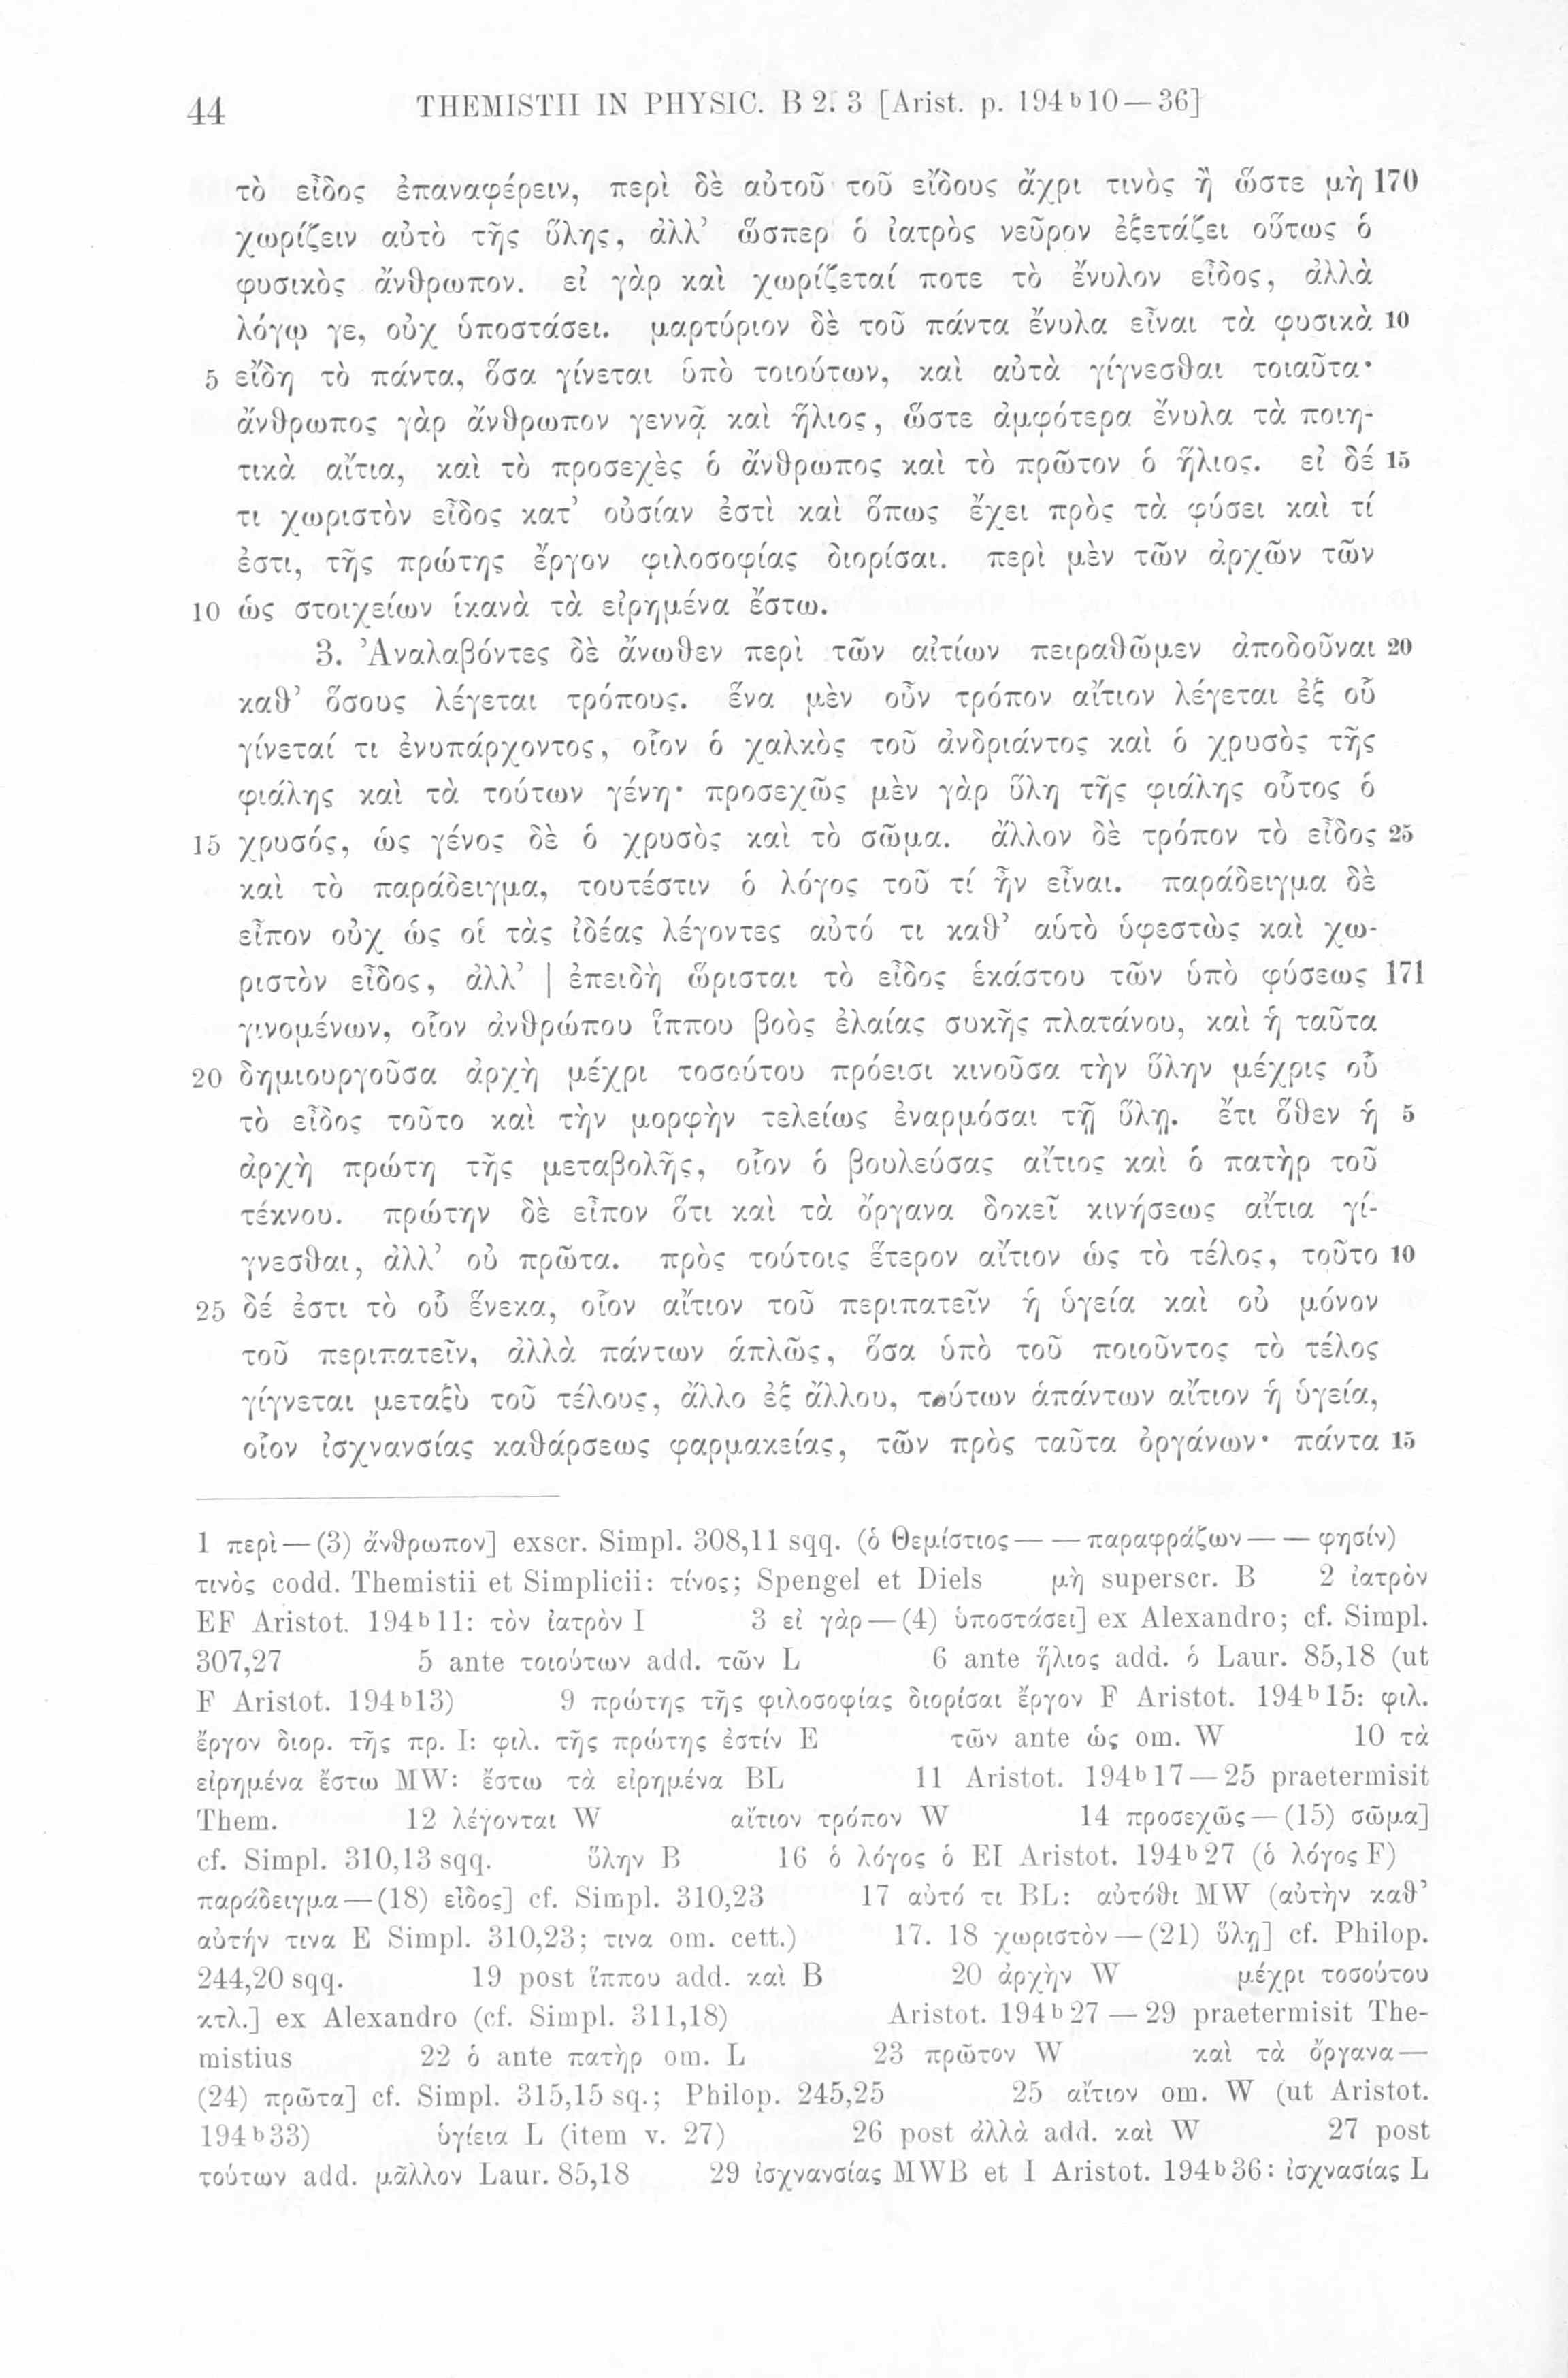 44 THEMISTII IN PHYSIC. B 2. 3 [Arist. p. 194ᵇ10—36]
τὸ εἶδος ἐπαναφέρειν, περὶ δὲ αὐτοῦ τοῦ εἴδους ἄχρι τινὸς ἢ ὥστε μὴ 170
χωρίζειν αὐτὸ τῆς ὕλης, ἀλλ’ ὥσπερ ὁ ἰατρὸς νεῦρον ἐξετάζει οὕτως ὁ
φυσικὸς ἄνθρωπον. εἰ γὰρ καὶ χωρίζεταί ποτε τὸ ἔνυλον εἶδος, ἀλλὰ
λόγῳ γε, οὐχ ὑποστάσει. μαρτύριον δὲ τοῦ πάντα ἔνυλα εἶναι τὰ φυσικὰ 10
5 εἴδη τὸ πάντα, ὅσα γίνεται ὑπὸ τοιούτων, καὶ αὐτὰ γίγνεσθαι τοιαῦτα·
ἄνθρωπος γὰρ ἄνθρωπον γεννᾷ καὶ ἥλιος, ὥστε ἀμφότερα ἔνυλα τὰ ποιη-
τικὰ αἴτια, καὶ τὸ προσεχὲς ὁ ἄνθρωπος καὶ τὸ πρῶτον ὁ ἥλιος. εἰ δέ 15
τι χωριστὸν εἶδος κατ’ οὐσίαν ἐστὶ καὶ ὅπως ἔχει πρὸς τὰ φύσει καὶ τί
ἐστι, τῆς πρώτης ἔργον φιλοσοφίας διορίσαι. περὶ μὲν τῶν ἀρχῶν τῶν
10 ὡς στοιχείων ἱκανὰ τὰ εἰρημένα ἔστω.
3. Ἀναλαβόντες δὲ ἄνωθεν περὶ τῶν αἰτίων πειραθῶμεν ἀποδοῦναι 20
καθ’ ὅσους λέγεται τρόπους. ἕνα μὲν οὖν τρόπον αἴτιον λέγεται ἐξ οὗ
γίνεταί τι ἐνυπάρχοντος, οἷον ὁ χαλκὸς τοῦ ἀνδριάντος καὶ ὁ χρυσὸς τῆς
φιάλης καὶ τὰ τούτων γένη· προσεχῶς μὲν γὰρ ὕλη τῆς φιάλης οὗτος ὁ
15 χρυσός, ὡς γένος δὲ ὁ χρυσὸς καὶ τὸ σῶμα. ἄλλον δὲ τρόπον τὸ εἶδος 25
καὶ τὸ παράδειγμα, τουτέστιν ὁ λόγος τοῦ τί ἦν εἶναι. παράδειγμα δὲ
εἶπον οὐχ ὡς οἱ τὰς ἰδέας λέγοντες αὐτό τι καθ’ αὑτὸ ὑφεστὼς καὶ χω-
ριστὸν εἶδος, ἀλλ’ | ἐπειδὴ ὥρισται τὸ εἶδος ἑκάστου τῶν ὑπὸ φύσεως 171
γινομένων, οἷον ἀνθρώπου ἵππου βοὸς ἐλαίας συκῆς πλατάνου, καὶ ἡ ταῦτα
20 δημιουργοῦσα ἀρχὴ μέχρι τοσούτου πρόεισι κινοῦσα τὴν ὕλην μέχρις οὗ
τὸ εἶδος τοῦτο καὶ τὴν μορφὴν τελείως ἐναρμόσαι τῇ ὕλῃ. ἔτι ὅθεν ἡ 5
ἀρχὴ πρώτη τῆς μεταβολῆς, οἷον ὁ βουλεύσας αἴτιος καὶ ὁ πατὴρ τοῦ
τέκνου. πρώτην δὲ εἶπον ὅτι καὶ τὰ ὄργανα δοκεῖ κινήσεως αἴτια γί-
γνεσθαι, ἀλλ’ οὐ πρῶτα. πρὸς τούτοις ἕτερον αἴτιον ὡς τὸ τέλος, τοῦτο 10
25 δέ ἐστι τὸ οὗ ἕνεκα, οἷον αἴτιον τοῦ περιπατεῖν ἡ ὑγεία καὶ οὐ μόνον
τοῦ περιπατεῖν, ἀλλὰ πάντων ἁπλῶς, ὅσα ὑπὸ τοῦ ποιοῦντος τὸ τέλος
γίγνεται μεταξὺ τοῦ τέλους, ἄλλο ἐξ ἄλλου, τούτων ἁπάντων αἴτιον ἡ ὑγεία,
οἷον ἰσχνανσίας καθάρσεως φαρμακείας, τῶν πρὸς ταῦτα ὀργάνων· πάντα 15
1 περὶ—(3) ἄνθρωπον] exscr. Simpl. 308,11 sqq. (ὁ Θεμίστιος— —παραφράζων— —φησίν)
τινὸς codd. Themistii et Simplicii: τίνος; Spengel et Diels μὴ superscr. B 2 ἰατρὸν
EF Aristot. 194ᵇ11: τὸν ἰατρὸν I 3 εἰ γὰρ—(4) ὑποστάσει] ex Alexandro; cf. Simpl.
307,27 5 ante τοιούτων add. τῶν L 6 ante ἥλιος add. ὁ Laur. 85,18 (ut
F Aristot. 194ᵇ13) 9 πρώτης τῆς φιλοσοφίας διορίσαι ἔργον F Aristot. 194ᵇ15: φιλ.
ἔργον διορ. τῆς πρ. I: φιλ. τῆς πρώτης ἐστίν E τῶν ante ὡς om. W 10 τὰ
εἰρημένα ἔστω MW: ἔστω τὰ εἰρημένα BL 11 Aristot. 194ᵇ17—25 praetermisit
Them. 12 λέγονται W αἴτιον τρόπον W 14 προσεχῶς—(15) σῶμα]
cf. Simpl. 310,13 sqq. ὕλην B 16 ὁ λόγος ὁ EI Aristot. 194ᵇ27 (ὁ λόγος F)
παράδειγμα—(18) εἶδος] cf. Simpl. 310,23 17 αὐτό τι BL: αὐτόθι MW (αὐτὴν καθ’
αὑτήν τινα E Simpl. 310,23; τινα om. cett.) 17. 18 χωριστὸν—(21) ὕλῃ] cf. Philop.
244,20 sqq. 19 post ἵππου add. καὶ B 20 ἀρχὴν W μέχρι τοσούτου
κτλ.] ex Alexandro (cf. Simpl. 311,18) Aristot. 194ᵇ27—29 praetermisit The-
mistius 22 ὁ ante πατὴρ om. L 23 πρῶτον W καὶ τὰ ὄργανα—
(24) πρῶτα] cf. Simpl. 315,15 sq.; Philop. 245,25 25 αἴτιον om. W (ut Aristot.
194ᵇ33) ὑγίεια L (item v. 27) 26 post ἀλλὰ add. καὶ W 27 post
τούτων add. μᾶλλον Laur. 85,18 29 ἰσχνανσίας MWB et I Aristot. 194ᵇ36: ἰσχνασίας L